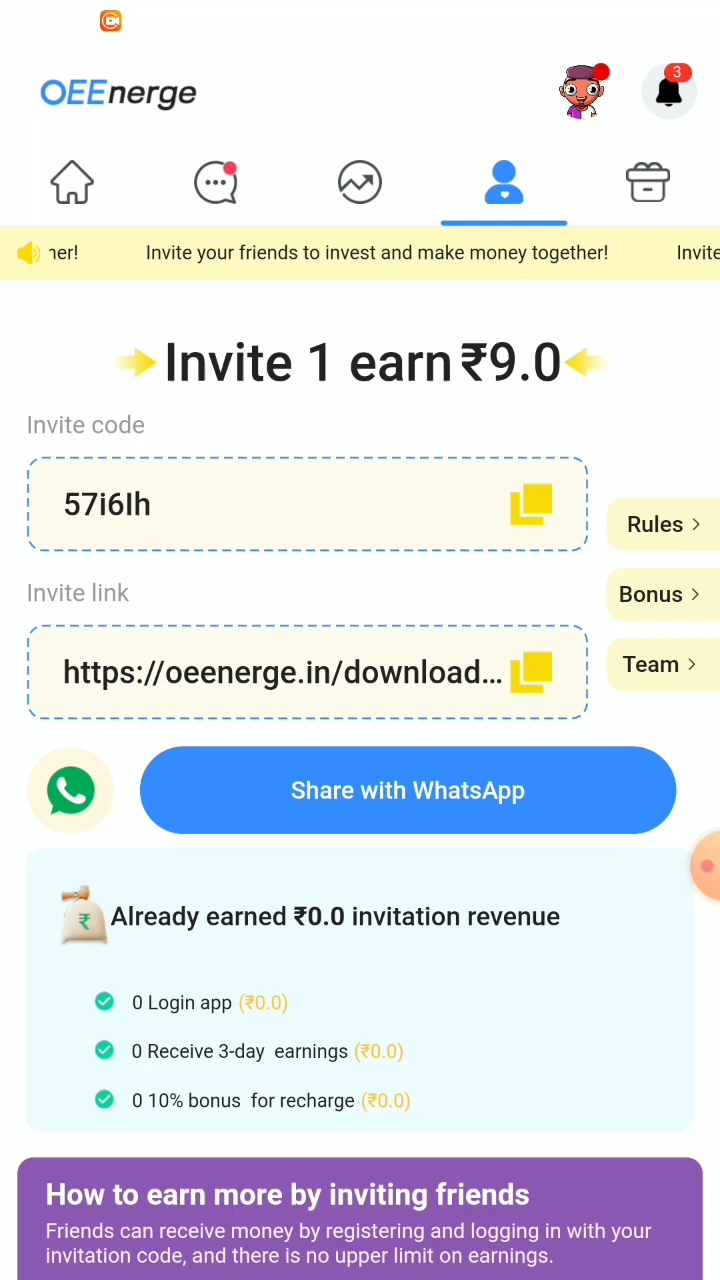 OEEnerge
3
her! Invite your friends to invest and make money together! Invite
Invite 1 earn ₹9.0
Invite code
57i6Ih
Rules >
Invite link
Bonus >
https://oeenerge.in/download...
Team >
Share with WhatsApp
₹
Already earned ₹0.0 invitation revenue
0 Login app (₹0.0)
0 Receive 3-day earnings (₹0.0)
0 10% bonus for recharge (₹0.0)
How to earn more by inviting friends
Friends can receive money by registering and logging in with your
invitation code, and there is no upper limit on earnings.